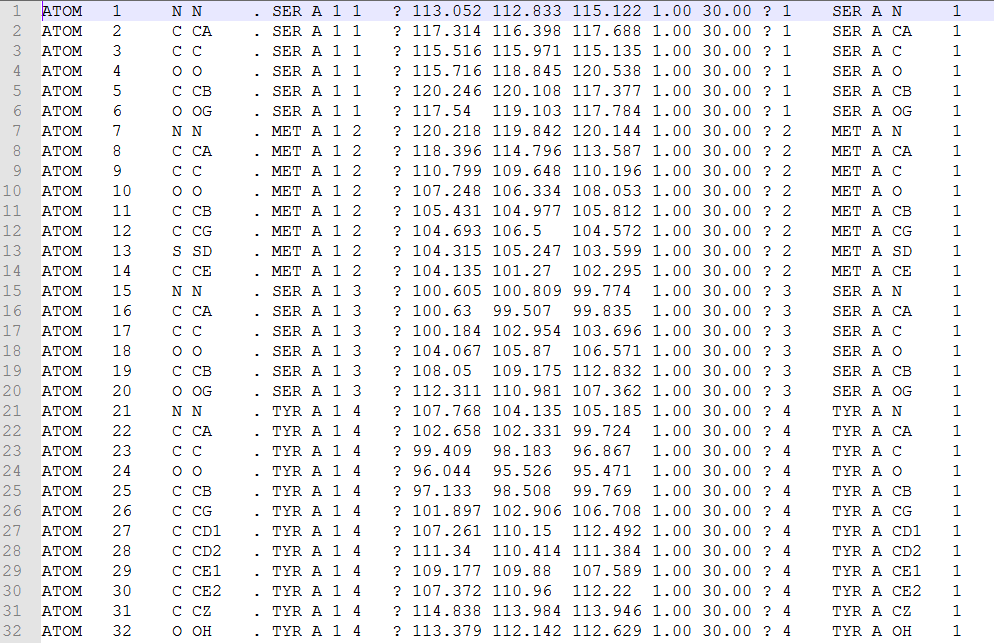 1 ATOM 1 N N . SER A 1 1 ? 113.052 112.833 115.122 1.00 30.00 ? 1 SER A N 1
2 ATOM 2 C CA . SER A 1 1 ? 117.314 116.398 117.688 1.00 30.00 ? 1 SER A CA 1
3 ATOM 3 C C . SER A 1 1 ? 115.516 115.971 115.135 1.00 30.00 ? 1 SER A C 1
4 ATOM 4 O O . SER A 1 1 ? 115.716 118.845 120.538 1.00 30.00 ? 1 SER A O 1
5 ATOM 5 C CB . SER A 1 1 ? 120.246 120.108 117.377 1.00 30.00 ? 1 SER A CB 1
6 ATOM 6 O OG . SER A 1 1 ? 117.54 119.103 117.784 1.00 30.00 ? 1 SER A OG 1
7 ATOM 7 N N . MET A 1 2 ? 120.218 119.842 120.144 1.00 30.00 ? 2 MET A N 1
8 ATOM 8 C CA . MET A 1 2 ? 118.396 114.796 113.587 1.00 30.00 ? 2 MET A CA 1
9 ATOM 9 C C . MET A 1 2 ? 110.799 109.648 110.196 1.00 30.00 ? 2 MET A C 1
10 ATOM 10 O O . MET A 1 2 ? 107.248 106.334 108.053 1.00 30.00 ? 2 MET A O 1
11 ATOM 11 C CB . MET A 1 2 ? 105.431 104.977 105.812 1.00 30.00 ? 2 MET A CB 1
12 ATOM 12 C CG . MET A 1 2 ? 104.693 106.5 104.572 1.00 30.00 ? 2 MET A CG 1
13 ATOM 13 S SD . MET A 1 2 ? 104.315 105.247 103.599 1.00 30.00 ? 2 MET A SD 1
14 ATOM 14 C CE . MET A 1 2 ? 104.135 101.27 102.295 1.00 30.00 ? 2 MET A CE 1
15 ATOM 15 N N . SER A 1 3 ? 100.605 100.809 99.774 1.00 30.00 ? 3 SER A N 1
16 ATOM 16 C CA . SER A 1 3 ? 100.63 99.507 99.835 1.00 30.00 ? 3 SER A CA 1
17 ATOM 17 C C . SER A 1 3 ? 100.184 102.954 103.696 1.00 30.00 ? 3 SER A C 1
18 ATOM 18 O O . SER A 1 3 ? 104.067 105.87 106.571 1.00 30.00 ? 3 SER A O 1
19 ATOM 19 C CB . SER A 1 3 ? 108.05 109.175 112.832 1.00 30.00 ? 3 SER A CB 1
20 ATOM 20 O OG . SER A 1 3 ? 112.311 110.981 107.362 1.00 30.00 ? 3 SER A OG 1
21 ATOM 21 N N . TYR A 1 4 ? 107.768 104.135 105.185 1.00 30.00 ? 4 TYR A N 1
22 ATOM 22 C CA . TYR A 1 4 ? 102.658 102.331 99.724 1.00 30.00 ? 4 TYR A CA 1
23 ATOM 23 C C . TYR A 1 4 ? 99.409 98.183 96.867 1.00 30.00 ? 4 TYR A C 1
24 ATOM 24 O O . TYR A 1 4 ? 96.044 95.526 95.471 1.00 30.00 ? 4 TYR A O 1
25 ATOM 25 C CB . TYR A 1 4 ? 97.133 98.508 99.769 1.00 30.00 ? 4 TYR A CB 1
26 ATOM 26 C CG . TYR A 1 4 ? 101.897 102.906 106.708 1.00 30.00 ? 4 TYR A CG 1
27 ATOM 27 C CD1 . TYR A 1 4 ? 107.261 110.15 112.492 1.00 30.00 ? 4 TYR A CD1 1
28 ATOM 28 C CD2 . TYR A 1 4 ? 111.34 110.414 111.384 1.00 30.00 ? 4 TYR A CD2 1
29 ATOM 29 C CE1 . TYR A 1 4 ? 109.177 109.88 107.589 1.00 30.00 ? 4 TYR A CE1 1
30 ATOM 30 C CE2 . TYR A 1 4 ? 107.372 110.96 112.22 1.00 30.00 ? 4 TYR A CE2 1
31 ATOM 31 C CZ . TYR A 1 4 ? 114.838 113.984 113.946 1.00 30.00 ? 4 TYR A CZ 1
32 ATOM 32 O OH . TYR A 1 4 ? 113.379 112.142 112.629 1.00 30.00 ? 4 TYR A OH 1